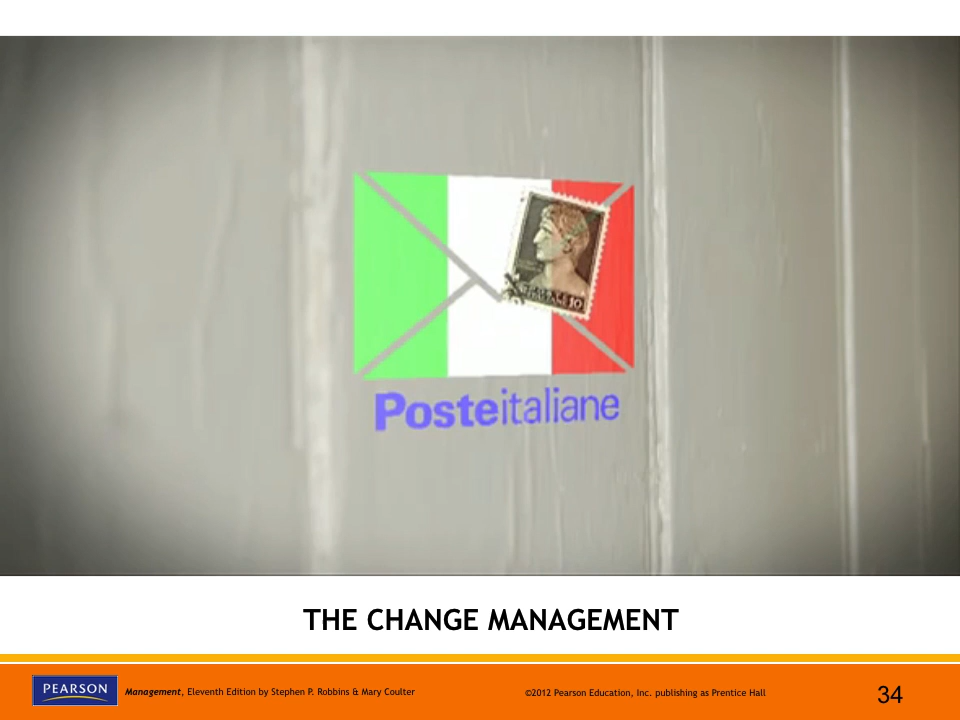 10
Posteitaliane
THE CHANGE MANAGEMENT
PEARSON
Management, Eleventh Edition by Stephen P. Robbins & Mary Coulter
©2012 Pearson Education, Inc. publishing as Prentice Hall
34